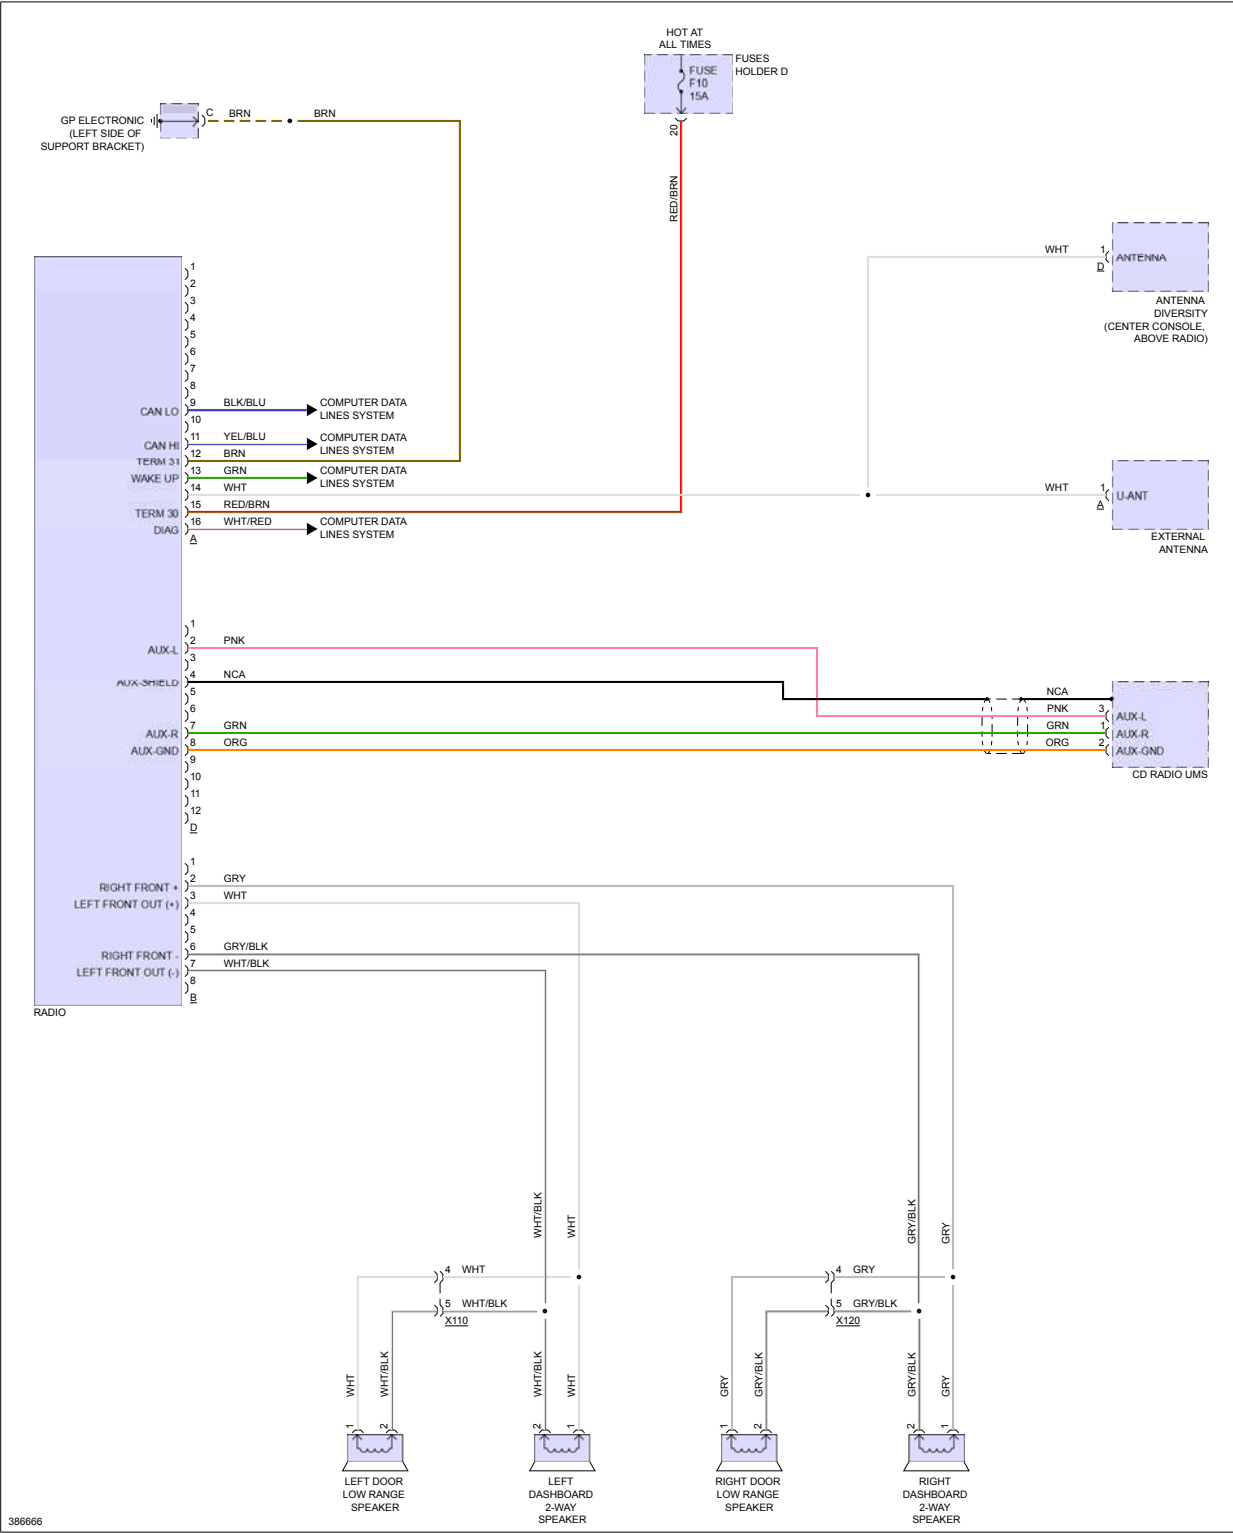 HOT AT
ALL TIMES
FUSES
HOLDER D
FUSE
F10
15A
20
RED/BRN
GP ELECTRONIC
(LEFT SIDE OF
SUPPORT BRACKET)
C
BRN
BRN
WHT
1
D
ANTENNA
ANTENNA
DIVERSITY
(CENTER CONSOLE,
ABOVE RADIO)
1
2
3
4
5
6
7
8
CAN LO
9
BLK/BLU
COMPUTER DATA
LINES SYSTEM
10
CAN HI
11
YEL/BLU
COMPUTER DATA
LINES SYSTEM
TERM 31
12
BRN
WAKE UP
13
GRN
COMPUTER DATA
LINES SYSTEM
14
WHT
TERM 30
15
RED/BRN
DIAG
16
WHT/RED
COMPUTER DATA
LINES SYSTEM
A
WHT
1
A
U-ANT
EXTERNAL
ANTENNA
1
AUX-L
2
PNK
3
AUX-SHIELD
4
NCA
5
6
AUX-R
7
GRN
AUX-GND
8
ORG
9
10
11
12
D
NCA
PNK
3
AUX-L
GRN
1
AUX-R
ORG
2
AUX-GND
CD RADIO UMS
1
RIGHT FRONT +
2
GRY
LEFT FRONT OUT (+)
3
WHT
4
5
RIGHT FRONT -
6
GRY/BLK
LEFT FRONT OUT (-)
7
WHT/BLK
8
B
RADIO
WHT/BLK
WHT
GRY/BLK
GRY
4
WHT
5
WHT/BLK
X110
4
GRY
5
GRY/BLK
X120
WHT
WHT/BLK
WHT/BLK
WHT
GRY
GRY/BLK
GRY/BLK
GRY
1
2
2
1
1
2
2
1
LEFT DOOR
LOW RANGE
SPEAKER
LEFT
DASHBOARD
2-WAY
SPEAKER
RIGHT DOOR
LOW RANGE
SPEAKER
RIGHT
DASHBOARD
2-WAY
SPEAKER
386666